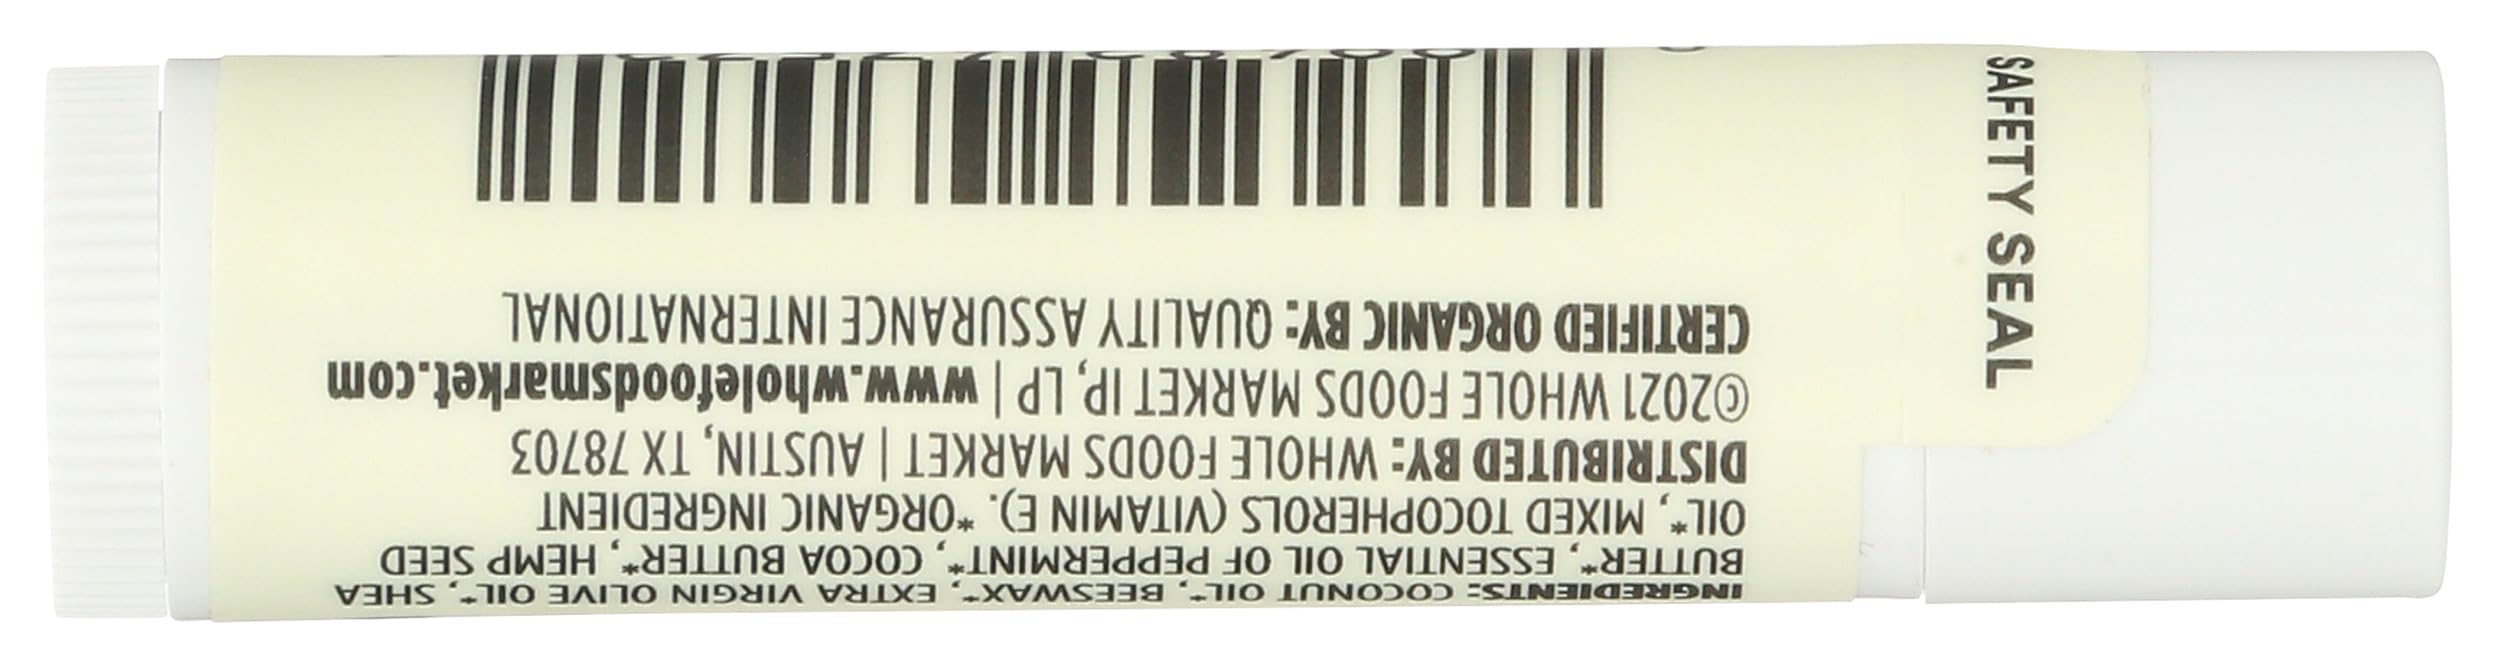 INGREDIENTS: COCONUT OIL*, BEESWAX*, EXTRA VIRGIN OLIVE OIL*, SHEA
BUTTER*, ESSENTIAL OIL OF PEPPERMINT*, COCOA BUTTER*, HEMP SEED
OIL*, MIXED TOCOPHEROLS (VITAMIN E). *ORGANIC INGREDIENT
DISTRIBUTED BY: WHOLE FOODS MARKET | AUSTIN, TX 78703
©2021 WHOLE FOODS MARKET IP, LP | www.wholefoodsmarket.com
CERTIFIED ORGANIC BY: QUALITY ASSURANCE INTERNATIONAL
SAFETY SEAL